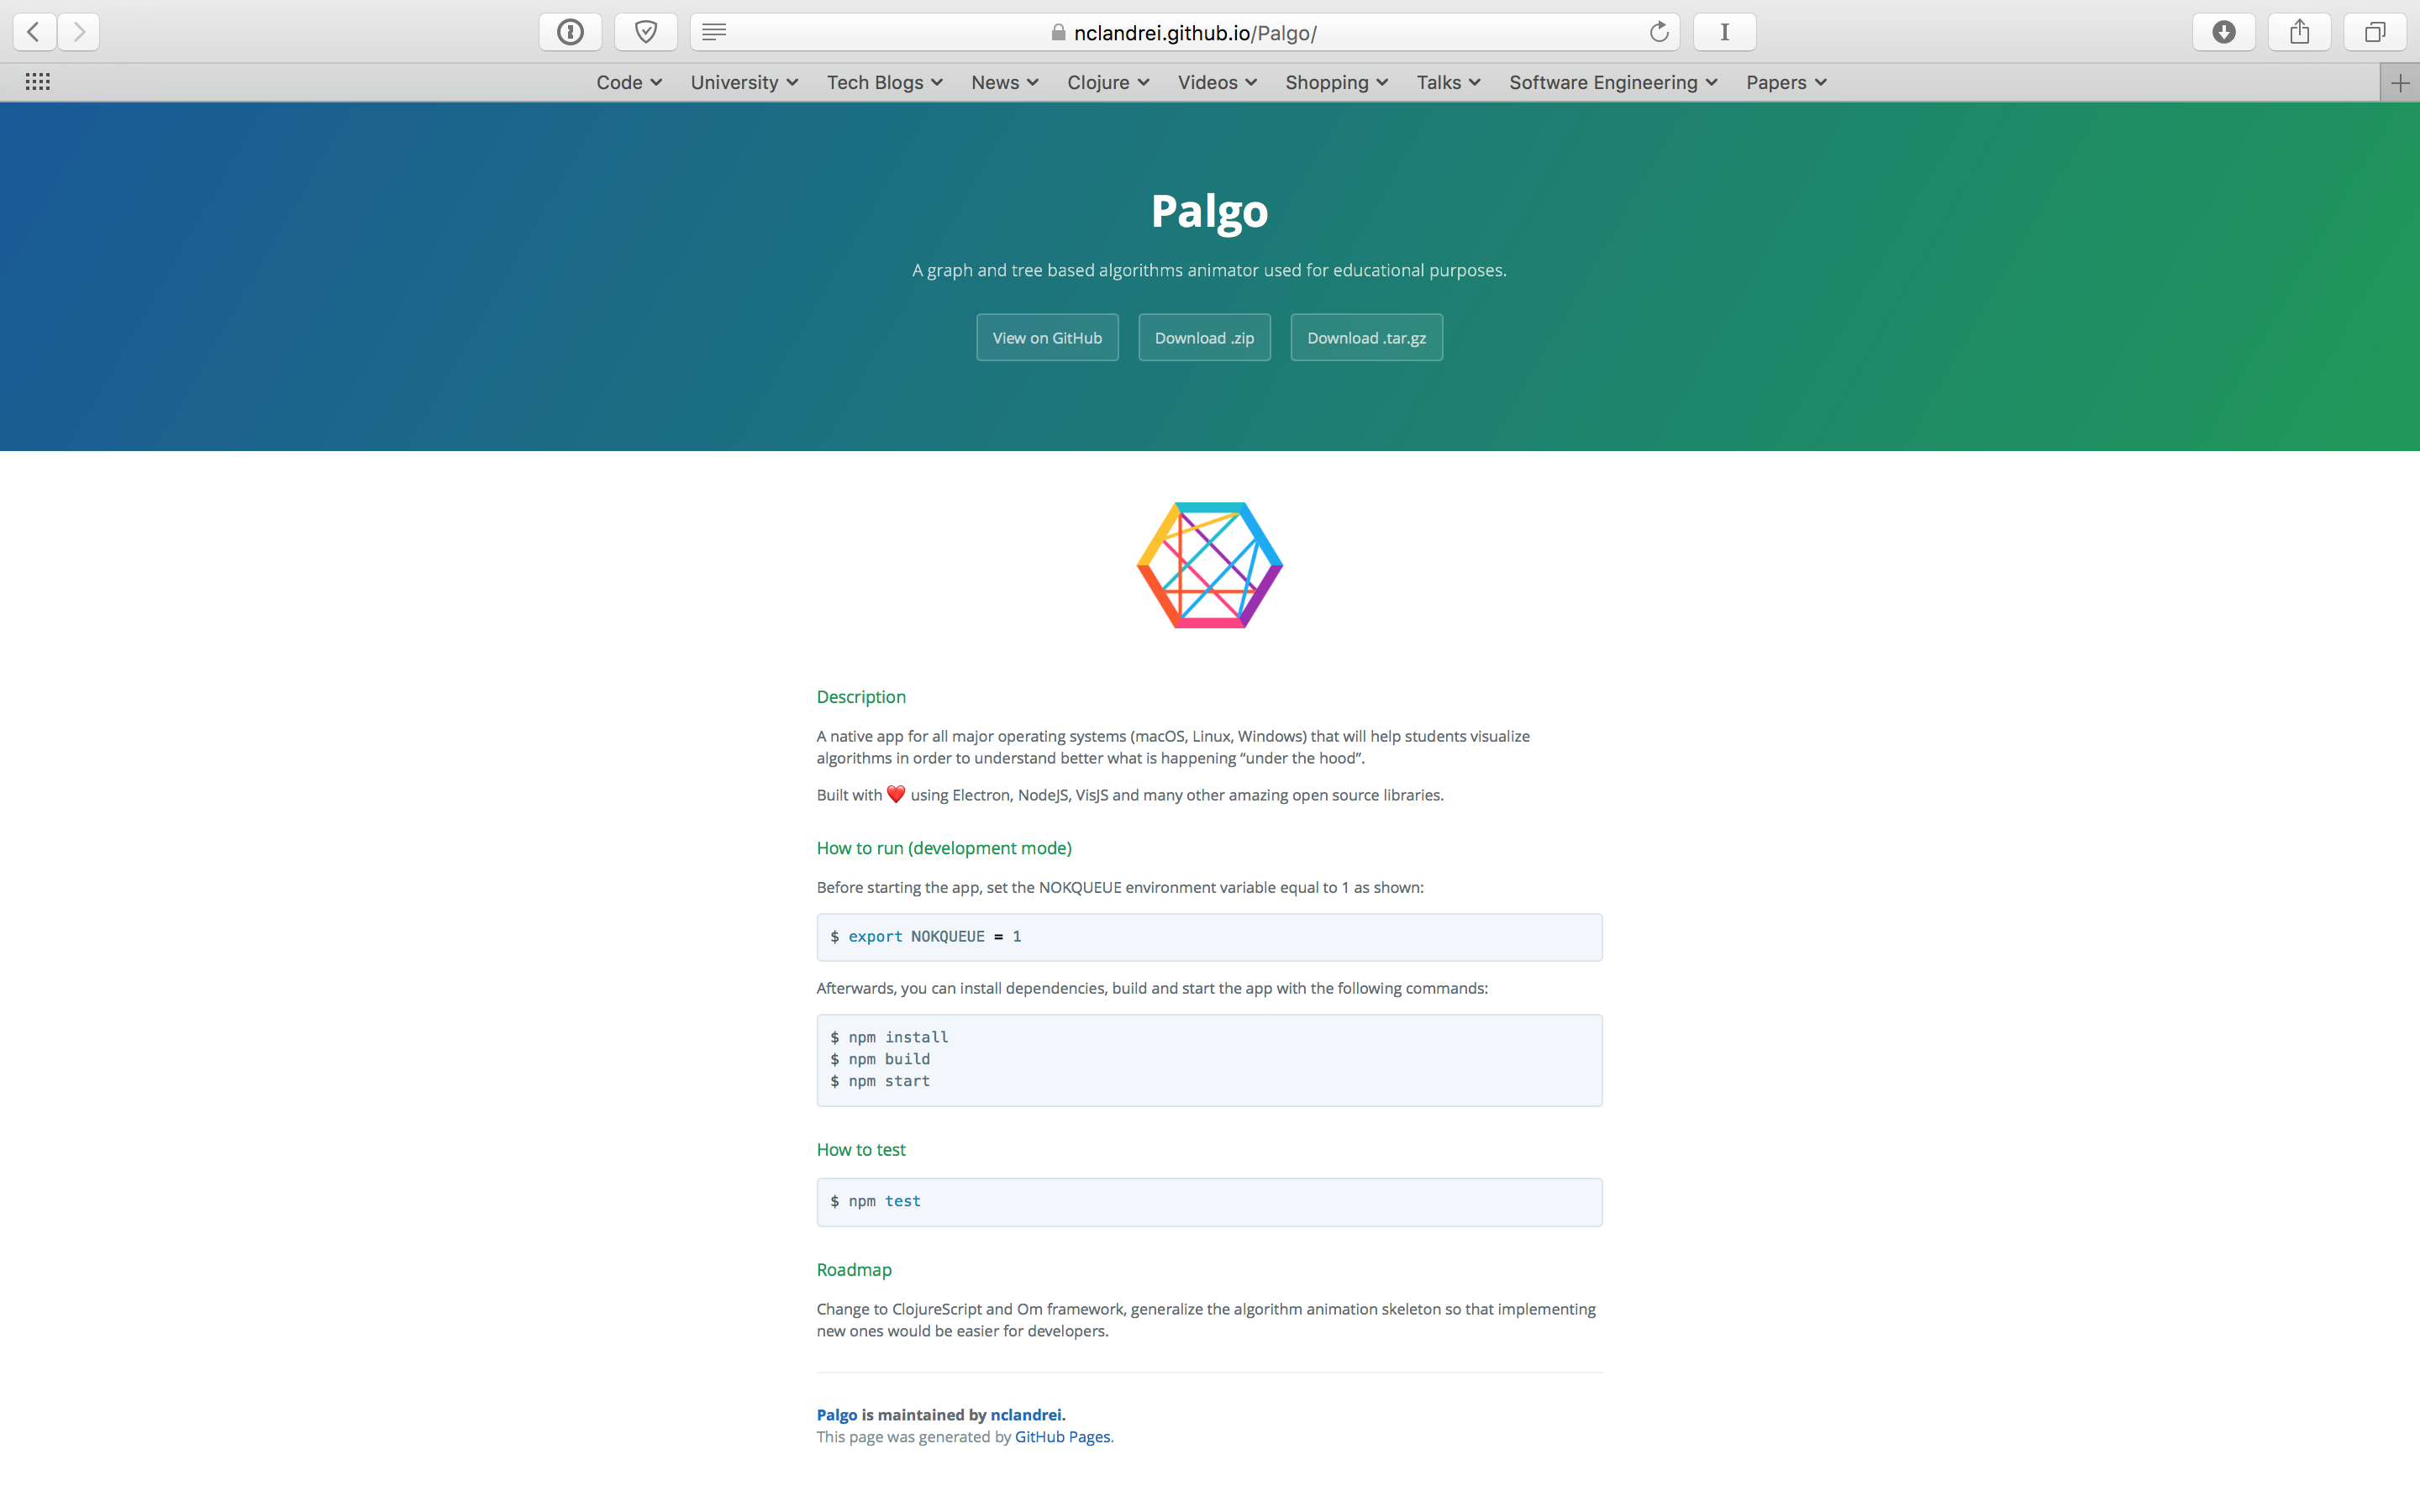 nclandrei.github.io/Palgo/
Code University Tech Blogs News Clojure Videos Shopping Talks Software Engineering Papers
Palgo
A graph and tree based algorithms animator used for educational purposes.
View on GitHub Download .zip Download .tar.gz
Description
A native app for all major operating systems (macOS, Linux, Windows) that will help students visualize
algorithms in order to understand better what is happening “under the hood”.
Built with ❤️ using Electron, NodeJS, VisJS and many other amazing open source libraries.
How to run (development mode)
Before starting the app, set the NOKQUEUE environment variable equal to 1 as shown:
$ export NOKQUEUE = 1
Afterwards, you can install dependencies, build and start the app with the following commands:
$ npm install
$ npm build
$ npm start
How to test
$ npm test
Roadmap
Change to ClojureScript and Om framework, generalize the algorithm animation skeleton so that implementing
new ones would be easier for developers.
Palgo is maintained by nclandrei.
This page was generated by GitHub Pages.